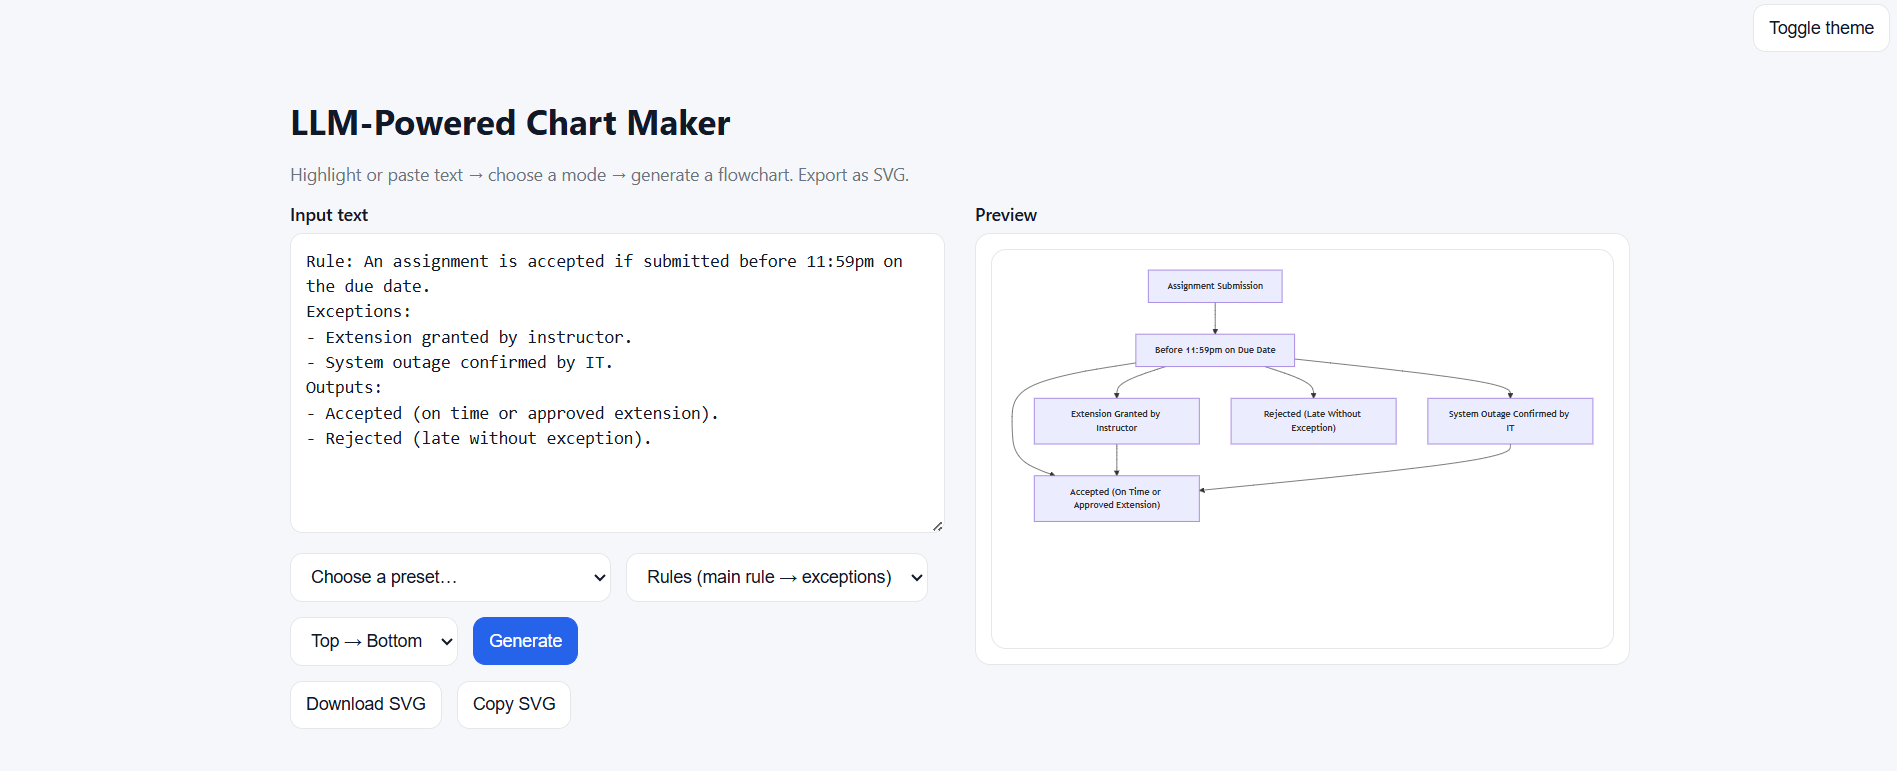 Toggle theme
LLM-Powered Chart Maker
Highlight or paste text → choose a mode → generate a flowchart. Export as SVG.
Input text
Rule: An assignment is accepted if submitted before 11:59pm on
the due date.
Exceptions:
- Extension granted by instructor.
- System outage confirmed by IT.
Outputs:
- Accepted (on time or approved extension).
- Rejected (late without exception).
Choose a preset…
Rules (main rule → exceptions)
Top → Bottom
Generate
Download SVG
Copy SVG
Preview
Assignment Submission
Before 11:59pm on Due Date
Extension Granted by
Instructor
Rejected (Late Without
Exception)
System Outage Confirmed by
IT
Accepted (On Time or
Approved Extension)